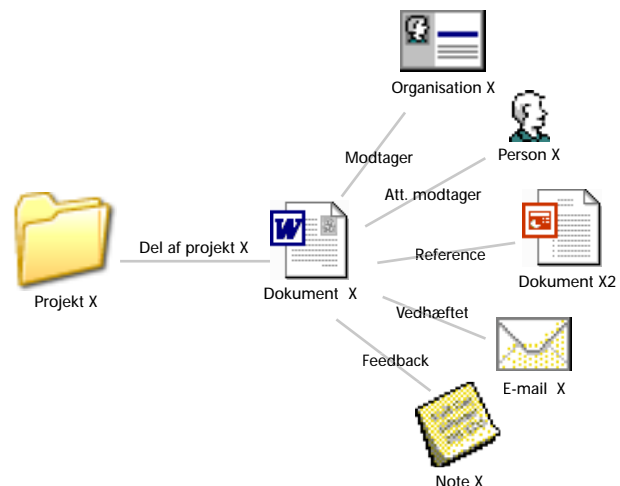 Organisation X
Person X
Modtager
Att. modtager
Del af projekt X
W
Reference
Projekt X
Dokument X
Dokument X2
Vedhæftet
Feedback
E-mail X
Note X